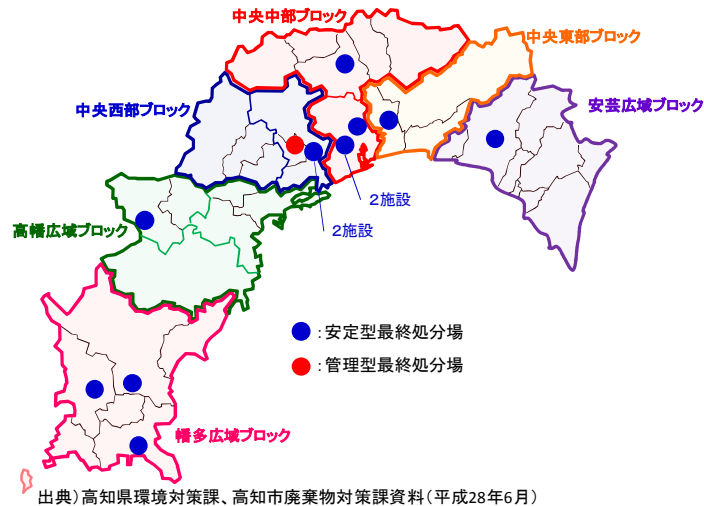 中央中部ブロック
中央東部ブロック
中央西部ブロック
安芸広域ブロック
2施設
2施設
高幡広域ブロック
:安定型最終処分場
:管理型最終処分場
幡多広域ブロック
出典)高知県環境対策課、高知市廃棄物対策課資料(平成28年6月)